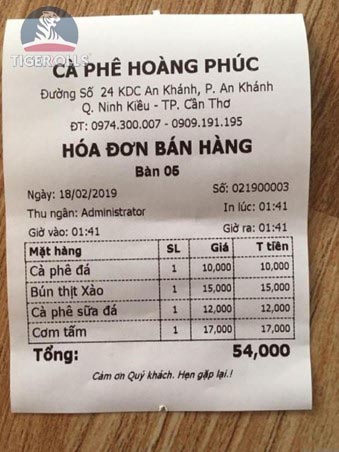 TIGER ROLLS
CÀ PHÊ HOÀNG PHÚC
Đường Số 24 KDC An Khánh, P. An Khánh
Q. Ninh Kiều - TP. Cần Thơ
ĐT: 0974.300.007 - 0909.191.195
HÓA ĐƠN BÁN HÀNG
Bàn 05
Ngày: 18/02/2019 Số: 021900003
Thu ngân: Administrator In lúc: 01:41
Giờ vào: 01:41 Giờ ra: 01:41
Mặt hàng SL Giá T tiền
Cà phê đá 1 10,000 10,000
Bún thịt Xào 1 15,000 15,000
Cà phê sữa đá 1 12,000 12,000
Cơm tấm 1 17,000 17,000
Tổng: 54,000
Cảm ơn Quý khách. Hẹn gặp lại.!